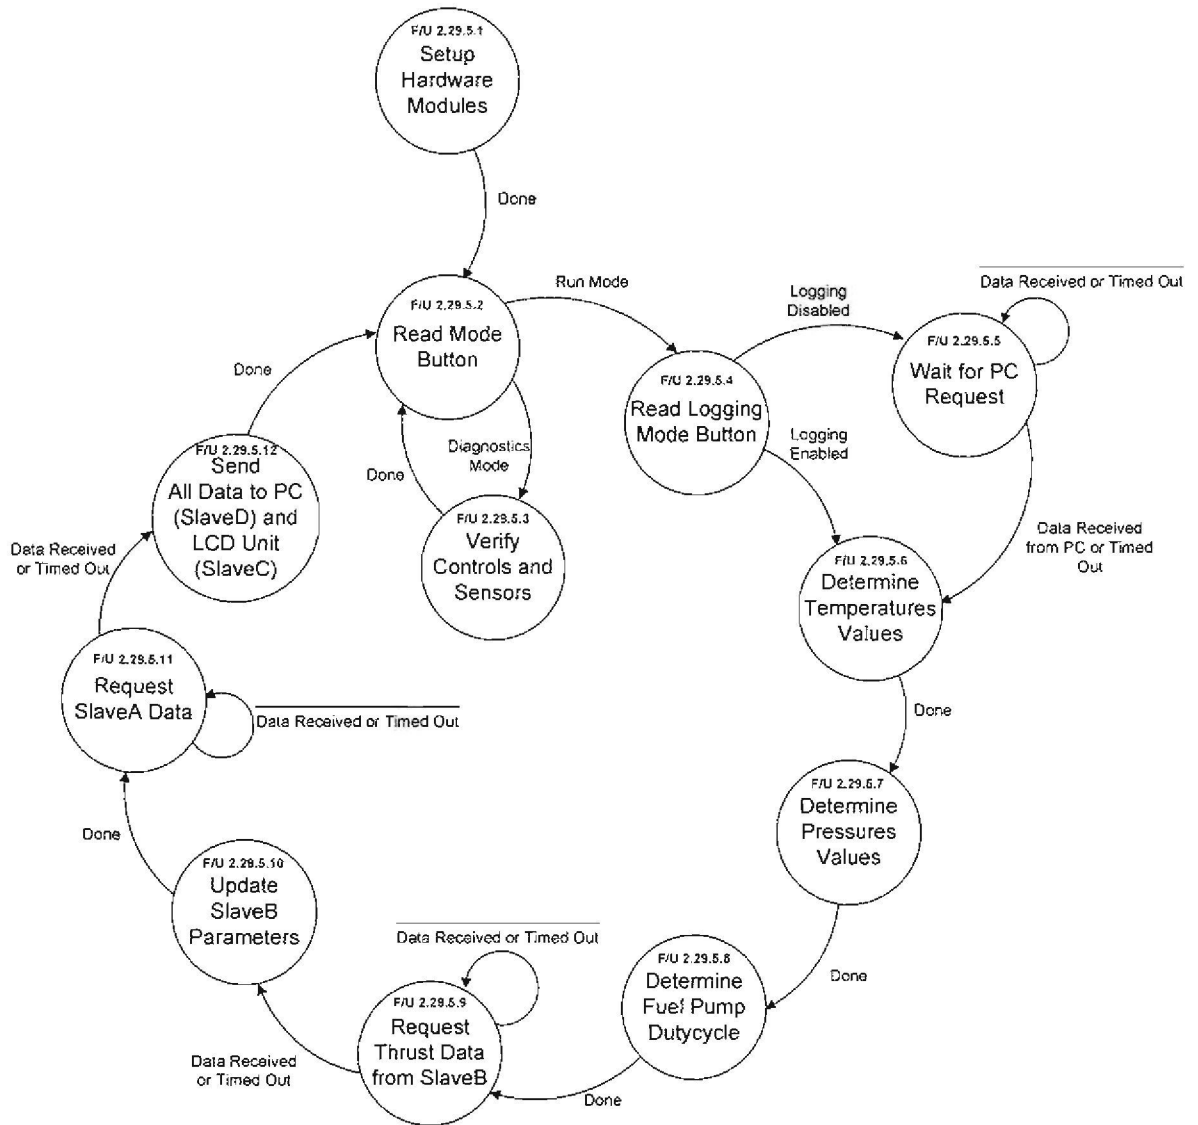 F/U 2.29.5.1
Setup
Hardware
Modules
Done
F/U 2.29.5.2
Read Mode
Button
Run Mode
Logging
Disabled
Data Received or Timed Out
F/U 2.29.5.5
Wait for PC
Request
F/U 2.29.5.4
Read Logging
Mode Button
Logging
Enabled
Done
Diagnostics
Mode
Done
F/U 2.29.5.3
Verify
Controls and
Sensors
F/U 2.29.5.12
Send
All Data to PC
(SlaveD) and
LCD Unit
(SlaveC)
Data Received
from PC or Timed
Out
F/U 2.29.5.6
Determine
Temperatures
Values
Data Received
or Timed Out
F/U 2.29.5.11
Request
SlaveA Data
Data Received or Timed Out
Done
F/U 2.29.5.7
Determine
Pressures
Values
Done
F/U 2.29.5.10
Update
SlaveB
Parameters
Data Received or Timed Out
F/U 2.29.5.8
Determine
Fuel Pump
Dutycycle
Done
F/U 2.29.5.9
Request
Thrust Data
from SlaveB
Data Received
or Timed Out
Done